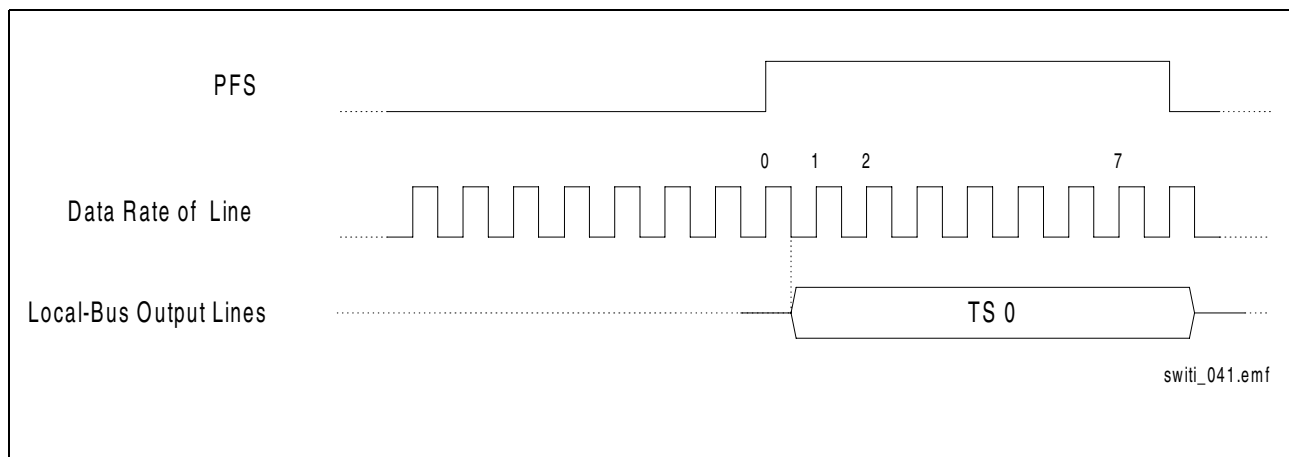 PFS
0 1 2 7
Data Rate of Line
Local-Bus Output Lines
TS 0
switi_041.emf